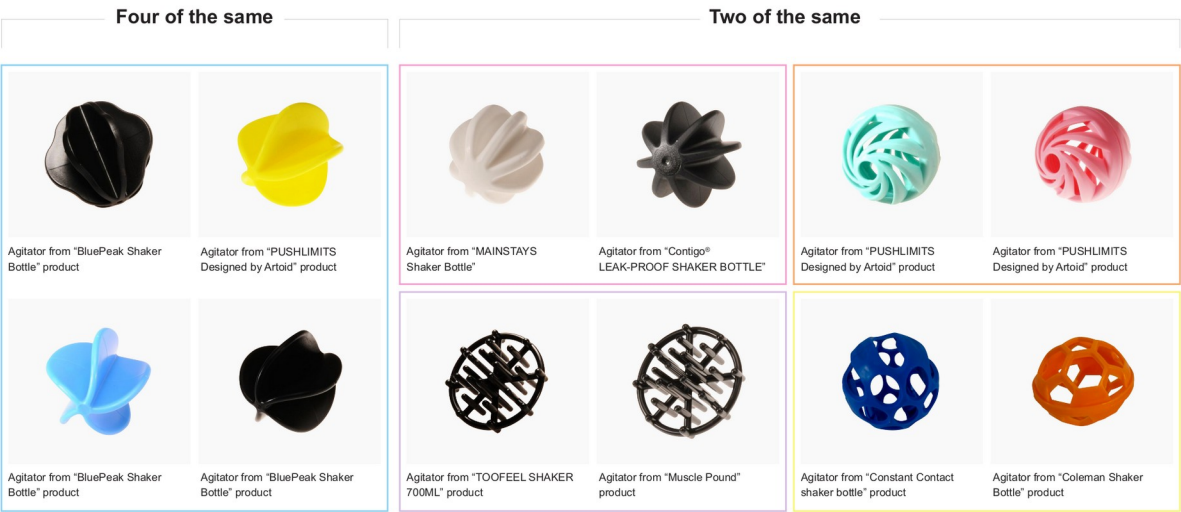 Four of the same
Two of the same
Agitator from “BluePeak Shaker
Bottle” product
Agitator from “PUSHLIMITS
Designed by Artoid” product
Agitator from “MAINSTAYS
Shaker Bottle”
Agitator from “Contigo®
LEAK-PROOF SHAKER BOTTLE”
Agitator from “PUSHLIMITS
Designed by Artoid” product
Agitator from “PUSHLIMITS
Designed by Artoid” product
Agitator from “BluePeak Shaker
Bottle” product
Agitator from “BluePeak Shaker
Bottle” product
Agitator from “TOOFEEL SHAKER
700ML” product
Agitator from “Muscle Pound”
product
Agitator from “Constant Contact
shaker bottle” product
Agitator from “Coleman Shaker
Bottle” product